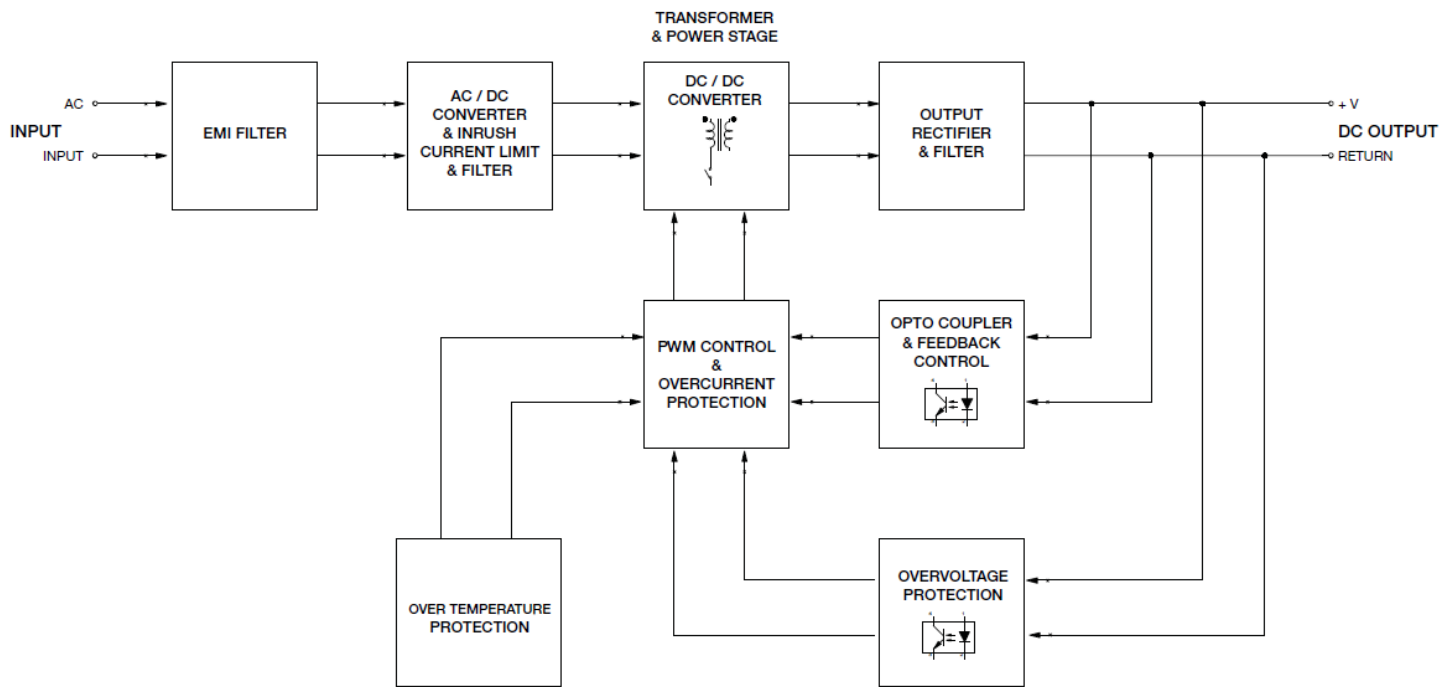 TRANSFORMER
& POWER STAGE
AC
INPUT
INPUT
EMI FILTER
AC / DC
CONVERTER
& INRUSH
CURRENT LIMIT
& FILTER
DC / DC
CONVERTER
OUTPUT
RECTIFIER
& FILTER
+ V
DC OUTPUT
RETURN
PWM CONTROL
&
OVERCURRENT
PROTECTION
OPTO COUPLER
& FEEDBACK
CONTROL
OVER TEMPERATURE
PROTECTION
OVERVOLTAGE
PROTECTION